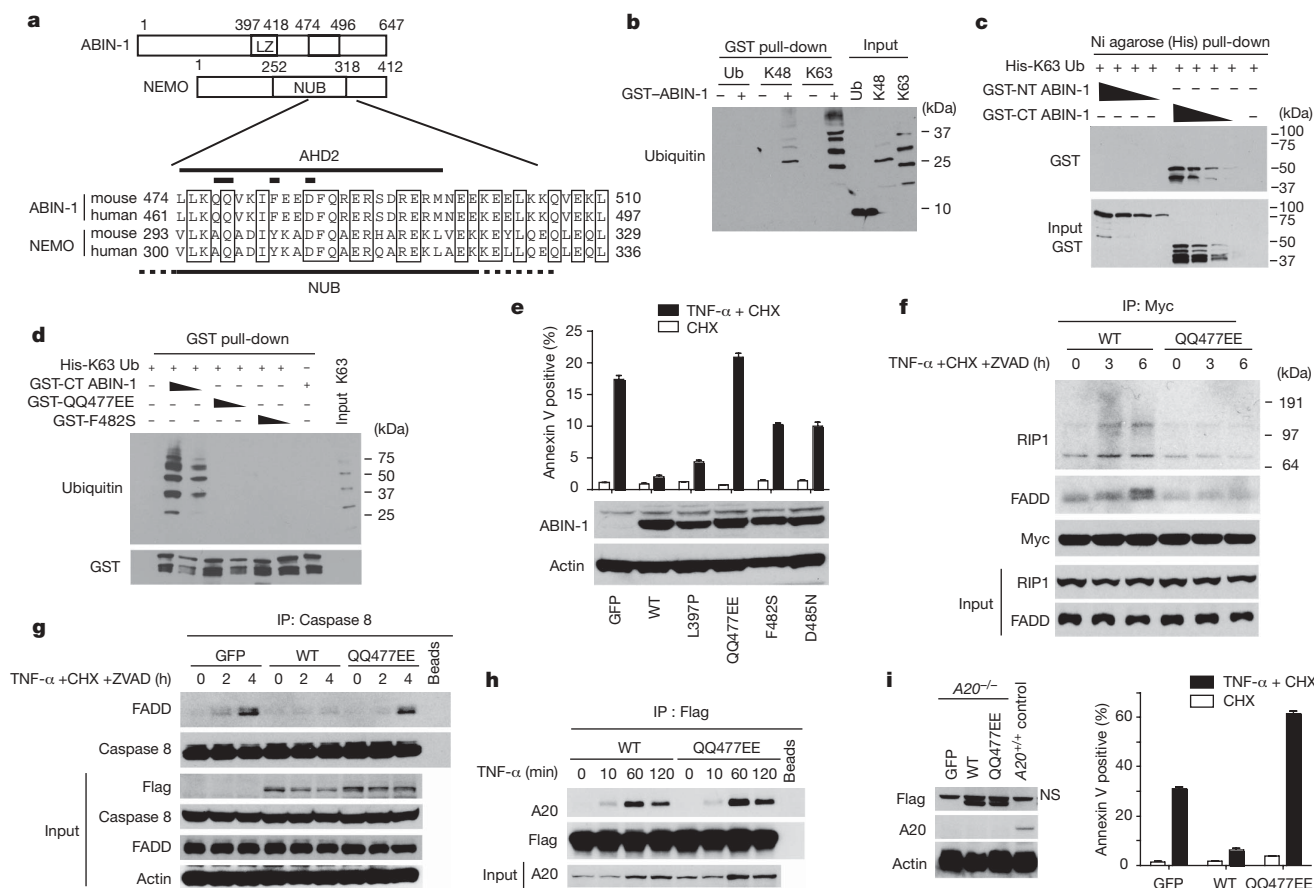 a
1 397 418 474 496 647
ABIN-1 LZ
1 252 318 412
NEMO NUB
AHD2
ABIN-1 mouse 474 LLKQQVKIFEEDFQRERSDRERMNEEKEELKKQVEKL 510
human 461 LLKQQVKIFEEDFQRERSDRERMNEEKEELKKQVEKL 497
NEMO mouse 293 VLKAQADIYKADFQAERHAREKLVEKKEYLQEQLEQL 329
human 300 VLKAQADIYKADFQAERQAREKLAEKKELLQEQLEQL 336
NUB
b
GST pull-down Input
Ub K48 K63 Ub K48 K63
GST–ABIN-1 – + – + – + (kDa)
Ubiquitin
37
25
10
c
Ni agarose (His) pull-down
His-K63 Ub + + + + + + + + +
GST-NT ABIN-1 – – – – –
GST-CT ABIN-1 – – – – – (kDa)
GST
100
75
50
37
Input GST
100
75
50
37
d
GST pull-down
His-K63 Ub + + + + + + + – Input K63
GST-CT ABIN-1 – – – – – +
GST-QQ477EE – – – – – –
GST-F482S – – – – – – (kDa)
Ubiquitin
75
50
37
25
GST
e
TNF-α + CHX
CHX
Annexin V positive (%)
25
20
15
10
5
0
ABIN-1
Actin
GFP WT L397P QQ477EE F482S D485N
f
IP: Myc
WT QQ477EE
TNF-α +CHX +ZVAD (h) 0 3 6 0 3 6 (kDa)
RIP1
191
97
64
FADD
Myc
Input RIP1
FADD
g
IP: Caspase 8
GFP WT QQ477EE Beads
TNF-α +CHX +ZVAD (h) 0 2 4 0 2 4 0 2 4
FADD
Caspase 8
Input Flag
Caspase 8
FADD
Actin
h
IP : Flag
WT QQ477EE Beads
TNF-α (min) 0 10 60 120 0 10 60 120
A20
Flag
Input A20
i
A20–/–
GFP WT QQ477EE A20+/+ control
Flag NS
A20
Actin
TNF-α + CHX
CHX
Annexin V positive (%)
60
40
20
0
GFP WT QQ477EE